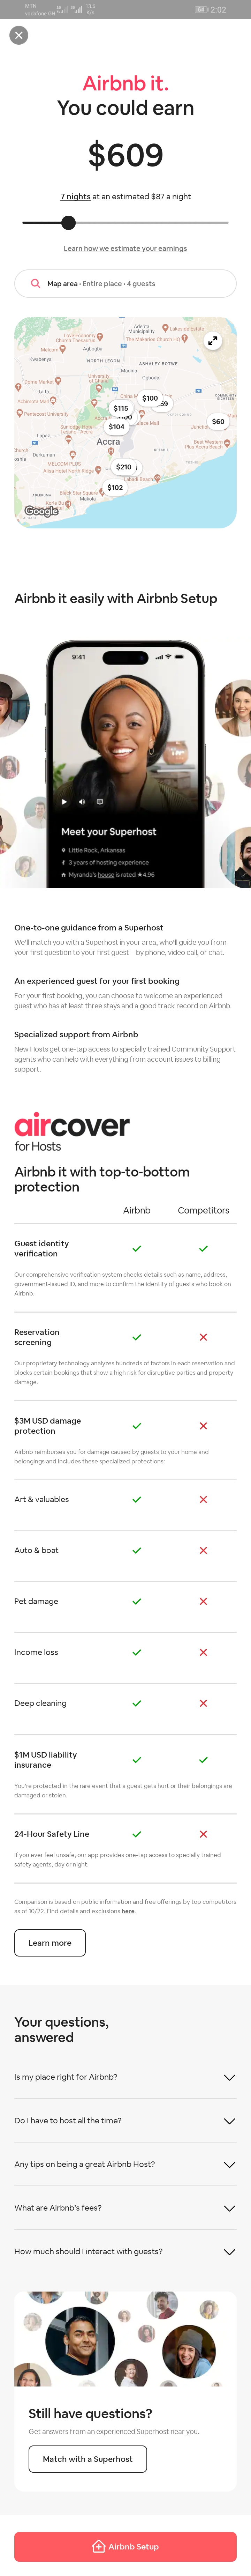 MTN
vodafone GH
2:02
Airbnb it.
You could earn
$609
7 nights at an estimated $87 a night
Learn how we estimate your earnings
Map area · Entire place · 4 guests
Economy by
Chief Trotro
Museum
Agbogba
Adenta
Municipality
The Makarios Church HQ
Lakeside Estate
Kwabenya
NORTH LEGON
ASHALEY BOTWE
Santa Maria
Madina
Ogbojo
Taifa
University of
Achimota Mall
Pentecost University
Lapaz
China Mall
$100
$115
$104
$60
Santasi
Accra
Palace Mall
Darkuman
MELCOM PLUS
$210
Best Western Plus
Accra Beach Hotel
ABLEKUMA
Black Star Square
Makola
$102
Google
Airbnb it easily with Airbnb Setup
9:41
Meet your Superhost
Little Rock, Arkansas
3 years of hosting experience
Myranda's house is rated ★4.96
One-to-one guidance from a Superhost
We'll match you with a Superhost in your area, who'll guide you from
your first question to your first guest—by phone, video call, or chat.
An experienced guest for your first booking
For your first booking, you can choose to welcome an experienced
guest who has at least three stays and a good track record on Airbnb.
Specialized support from Airbnb
New Hosts get one-tap access to specially trained Community Support
agents who can help with everything from account issues to billing
support.
aircover
for Hosts
Airbnb it with top-to-bottom
protection
Airbnb Competitors
Guest identity
verification
Our comprehensive verification system checks details such as name, address,
government-issued ID, and more to confirm the identity of guests who book on
Airbnb.
Reservation
screening
Our proprietary technology analyzes hundreds of factors in each reservation and
blocks certain bookings that show a high risk for disruptive parties and property
damage.
$3M USD damage
protection
Airbnb reimburses you for damage caused by guests to your home and
belongings and includes these specialized protections:
Art & valuables
Auto & boat
Pet damage
Income loss
Deep cleaning
$1M USD liability
insurance
You're protected in the rare event that a guest gets hurt or their belongings are
damaged or stolen.
24-Hour Safety Line
If you ever feel unsafe, our app provides one-tap access to specially trained
safety agents, day or night.
Comparison is based on public information and free offerings by top competitors
as of 10/22. Find details and exclusions here.
Learn more
Your questions,
answered
Is my place right for Airbnb?
Do I have to host all the time?
Any tips on being a great Airbnb Host?
What are Airbnb's fees?
How much should I interact with guests?
Still have questions?
Get answers from an experienced Superhost near you.
Match with a Superhost
Airbnb Setup